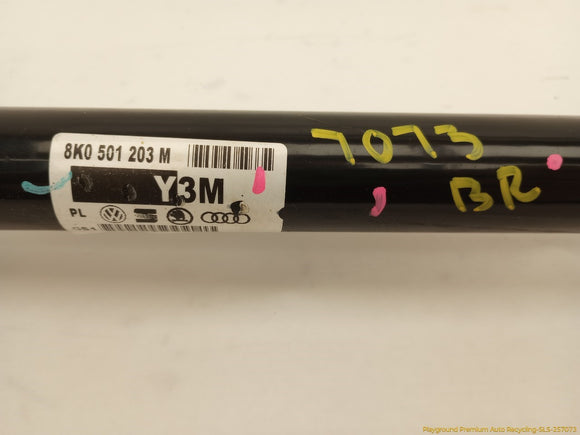 8K0 501 203 M
Y3M
PL
7073
BR
Playground Premium Auto Recycling-SLS-257073